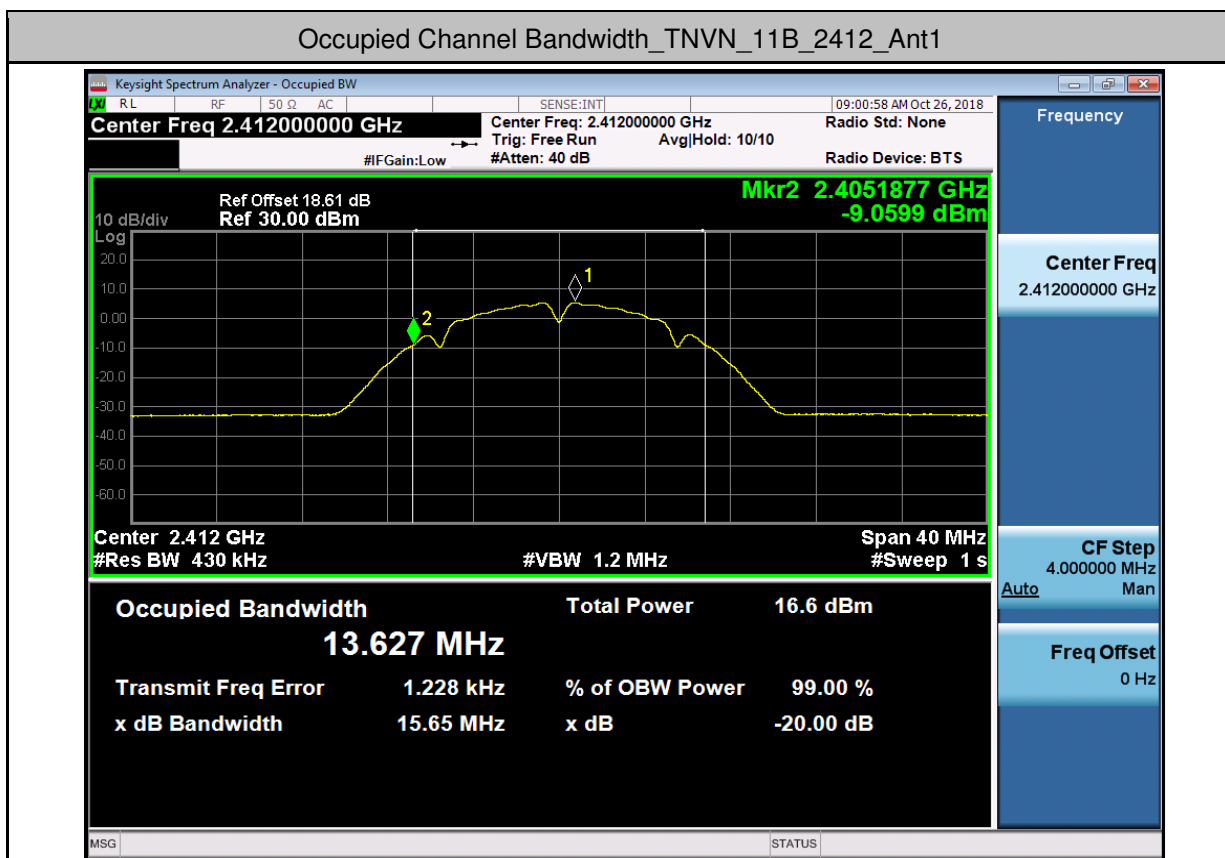 Occupied Channel Bandwidth_TNVN_11B_2412_Ant1
Keysight Spectrum Analyzer - Occupied BW
LXI RL RF 50 Ω AC SENSE:INT 09:00:58 AM Oct 26, 2018
Center Freq 2.412000000 GHz
Center Freq: 2.412000000 GHz
Radio Std: None
Trig: Free Run Avg|Hold: 10/10
#IFGain:Low
#Atten: 40 dB
Radio Device: BTS
Mkr2 2.4051877 GHz
-9.0599 dBm
Ref Offset 18.61 dB
10 dB/div Ref 30.00 dBm
Log
20.0
10.0
0.00
-10.0
-20.0
-30.0
-40.0
-50.0
-60.0
1
2
Center 2.412 GHz
Span 40 MHz
#Res BW 430 kHz
#VBW 1.2 MHz
#Sweep 1 s
Occupied Bandwidth
13.627 MHz
Total Power 16.6 dBm
Transmit Freq Error 1.228 kHz
% of OBW Power 99.00 %
x dB Bandwidth 15.65 MHz
x dB -20.00 dB
Frequency
Center Freq
2.412000000 GHz
CF Step
4.000000 MHz
Auto Man
Freq Offset
0 Hz
MSG
STATUS